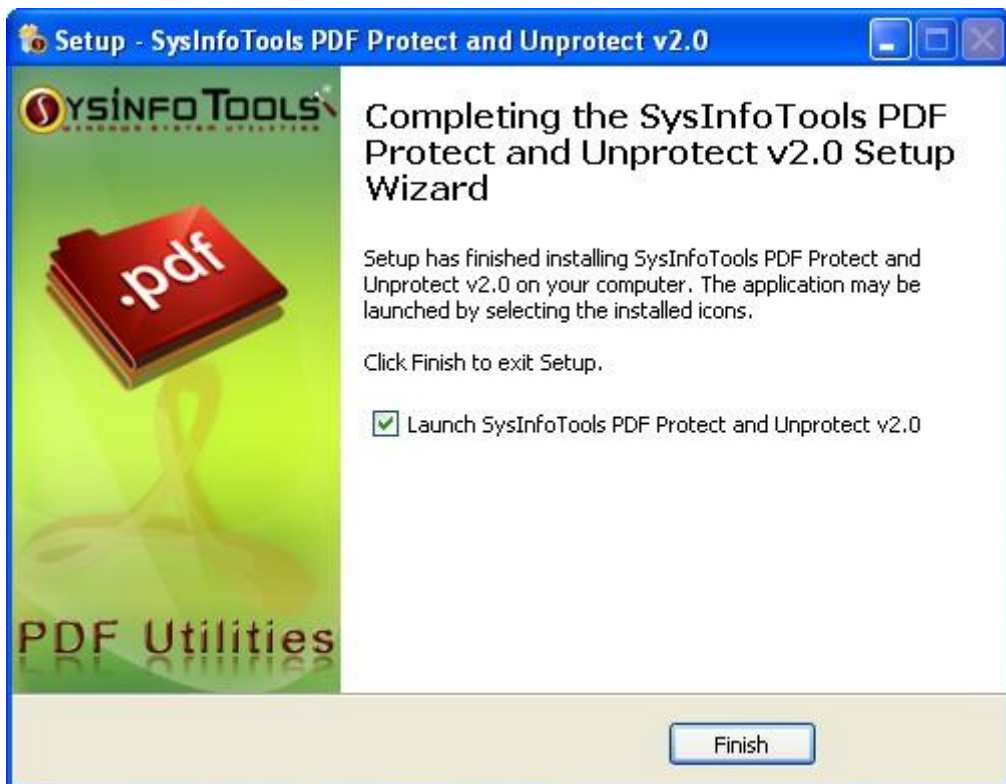 Setup - SysInfoTools PDF Protect and Unprotect v2.0
SYSINFO TOOLS
WINDOWS SYSTEM UTILITIES
Completing the SysInfoTools PDF
Protect and Unprotect v2.0 Setup
Wizard
.pdf
Setup has finished installing SysInfoTools PDF Protect and
Unprotect v2.0 on your computer. The application may be
launched by selecting the installed icons.
Click Finish to exit Setup.
Launch SysInfoTools PDF Protect and Unprotect v2.0
PDF Utilities
Finish